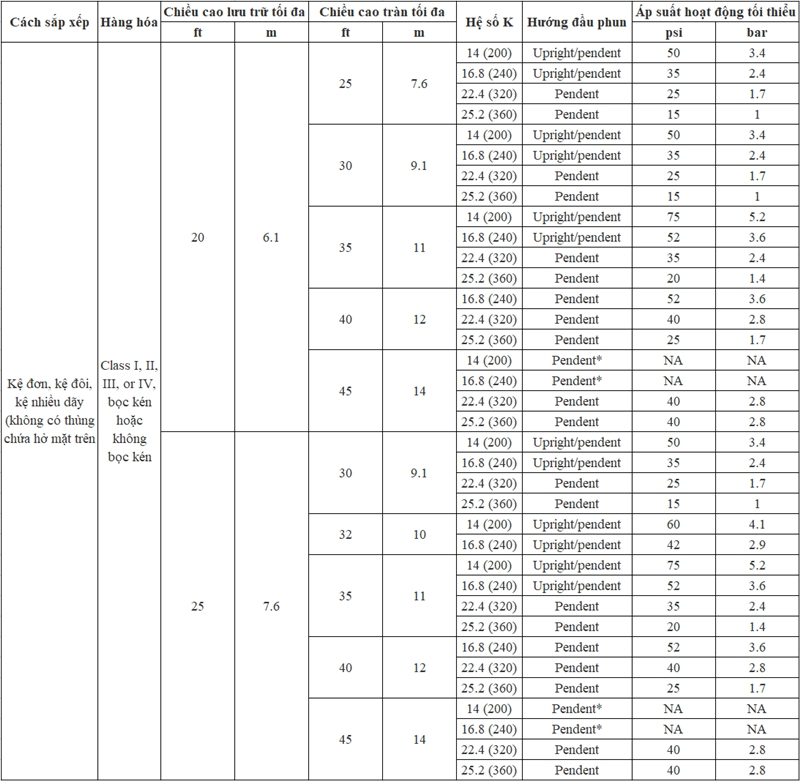 Cách sắp xếp Hàng hóa Chiều cao lưu trữ tối đa Chiều cao tràn tối đa Hệ số K Hướng đầu phun Áp suất hoạt động tối thiểu
ft m ft m psi bar
Kệ đơn, kệ đôi,
kệ nhiều dãy
(không có thùng
chứa hở mặt trên
Class I, II,
III, or IV,
bọc kén
hoặc
không
bọc kén
20 6.1
25 7.6
14 (200) Upright/pendent 50 3.4
16.8 (240) Upright/pendent 35 2.4
22.4 (320) Pendent 25 1.7
25.2 (360) Pendent 15 1
30 9.1
14 (200) Upright/pendent 50 3.4
16.8 (240) Upright/pendent 35 2.4
22.4 (320) Pendent 25 1.7
25.2 (360) Pendent 15 1
35 11
14 (200) Upright/pendent 75 5.2
16.8 (240) Upright/pendent 52 3.6
22.4 (320) Pendent 35 2.4
25.2 (360) Pendent 20 1.4
40 12
16.8 (240) Pendent 52 3.6
22.4 (320) Pendent 40 2.8
25.2 (360) Pendent 25 1.7
45 14
14 (200) Pendent* NA NA
16.8 (240) Pendent* NA NA
22.4 (320) Pendent 40 2.8
25.2 (360) Pendent 40 2.8
25 7.6
30 9.1
14 (200) Upright/pendent 50 3.4
16.8 (240) Upright/pendent 35 2.4
22.4 (320) Pendent 25 1.7
25.2 (360) Pendent 15 1
32 10
14 (200) Upright/pendent 60 4.1
16.8 (240) Upright/pendent 42 2.9
35 11
14 (200) Upright/pendent 75 5.2
16.8 (240) Upright/pendent 52 3.6
22.4 (320) Pendent 35 2.4
25.2 (360) Pendent 20 1.4
40 12
16.8 (240) Pendent 52 3.6
22.4 (320) Pendent 40 2.8
25.2 (360) Pendent 25 1.7
45 14
14 (200) Pendent* NA NA
16.8 (240) Pendent* NA NA
22.4 (320) Pendent 40 2.8
25.2 (360) Pendent 40 2.8